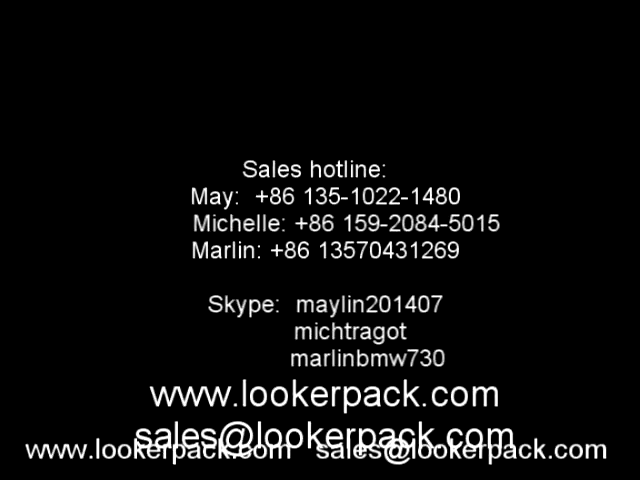 Sales hotline:
May: +86 135-1022-1480
Michelle: +86 159-2084-5015
Marlin: +86 13570431269
Skype: maylin201407
michtragot
marlinbmw730
www.lookerpack.com
sales@lookerpack.com
www.lookerpack.com sales@lookerpack.com